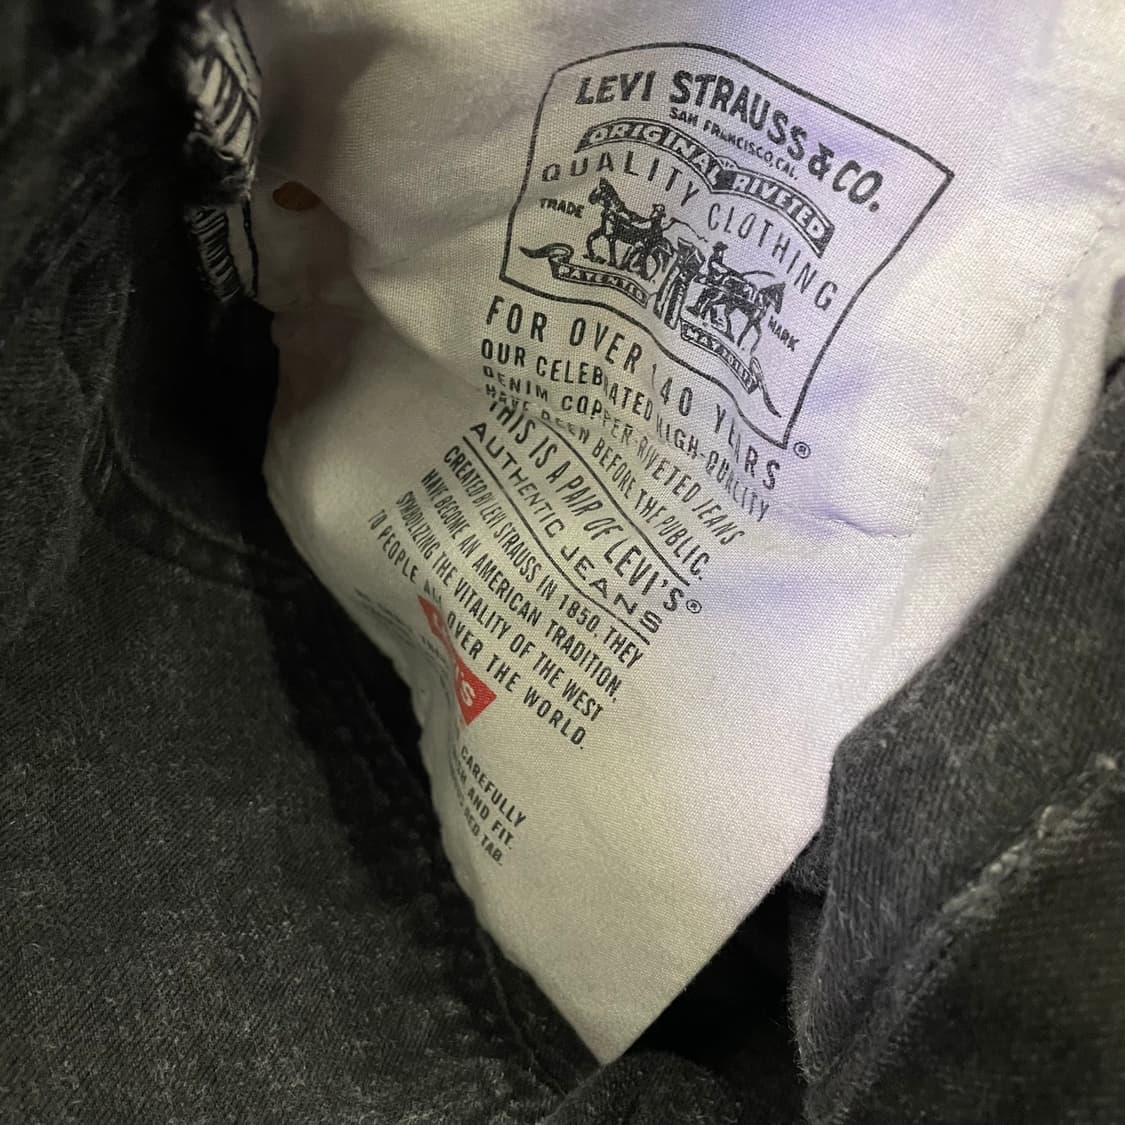 LEVI STRAUSS & CO.
SAN FRANCISCO, CAL.
ORIGINAL RIVETED
QUALITY CLOTHING
TRADE MARK
PATENTED
FOR OVER 140 YEARS
OUR CELEBRATED HIGH-QUALITY
DENIM COPPER RIVETED JEANS
HAVE BEEN BEFORE THE PUBLIC.
THIS IS A PAIR OF LEVI'S®
AUTHENTIC JEANS
CREATED BY LEVI STRAUSS IN 1850. THEY
HAVE BECOME AN AMERICAN TRADITION,
SYMBOLIZING THE VITALITY OF THE WEST
TO PEOPLE ALL OVER THE WORLD.
CAREFULLY
AND FIT.
RED TAB.